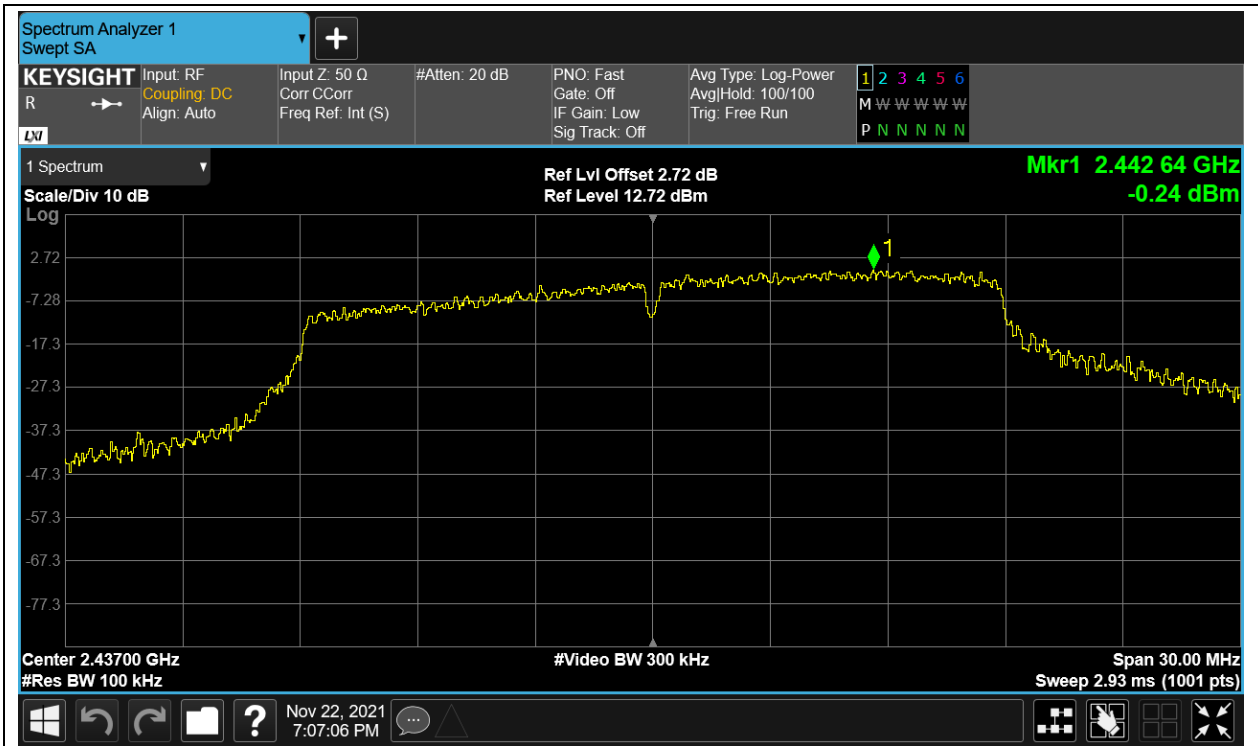 Spectrum Analyzer 1
Swept SA
KEYSIGHT
R
LXI
Input: RF
Coupling: DC
Align: Auto
Input Z: 50 Ω
Corr CCorr
Freq Ref: Int (S)
#Atten: 20 dB
PNO: Fast
Gate: Off
IF Gain: Low
Sig Track: Off
Avg Type: Log-Power
Avg|Hold: 100/100
Trig: Free Run
1 2 3 4 5 6
M W W W W W
P N N N N N
1 Spectrum
Scale/Div 10 dB
Log
Ref Lvl Offset 2.72 dB
Ref Level 12.72 dBm
Mkr1 2.442 64 GHz
-0.24 dBm
1
2.72
-7.28
-17.3
-27.3
-37.3
-47.3
-57.3
-67.3
-77.3
Center 2.43700 GHz
#Res BW 100 kHz
#Video BW 300 kHz
Span 30.00 MHz
Sweep 2.93 ms (1001 pts)
?
Nov 22, 2021
7:07:06 PM